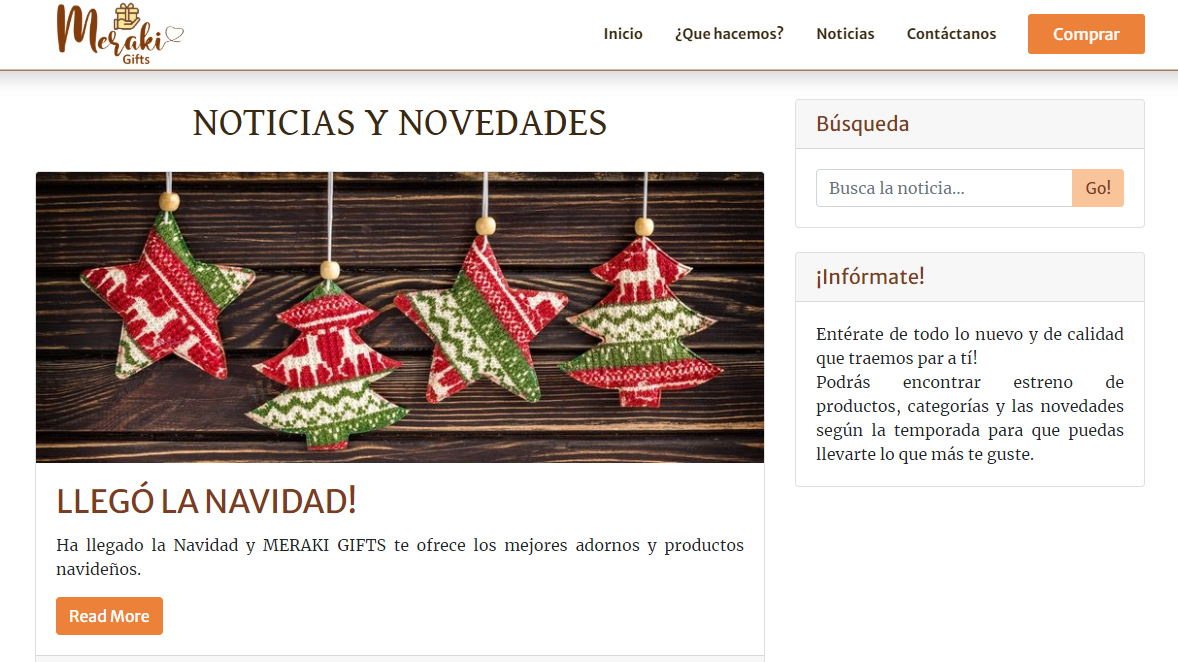 Meraki
Gifts
Inicio
¿Que hacemos?
Noticias
Contáctanos
Comprar
NOTICIAS Y NOVEDADES
LLEGÓ LA NAVIDAD!
Ha llegado la Navidad y MERAKI GIFTS te ofrece los mejores adornos y productos
navideños.
Read More
Búsqueda
Busca la noticia...
Go!
¡Infórmate!
Entérate de todo lo nuevo y de calidad
que traemos par a tí!
Podrás encontrar estreno de
productos, categorías y las novedades
según la temporada para que puedas
llevarte lo que más te guste.